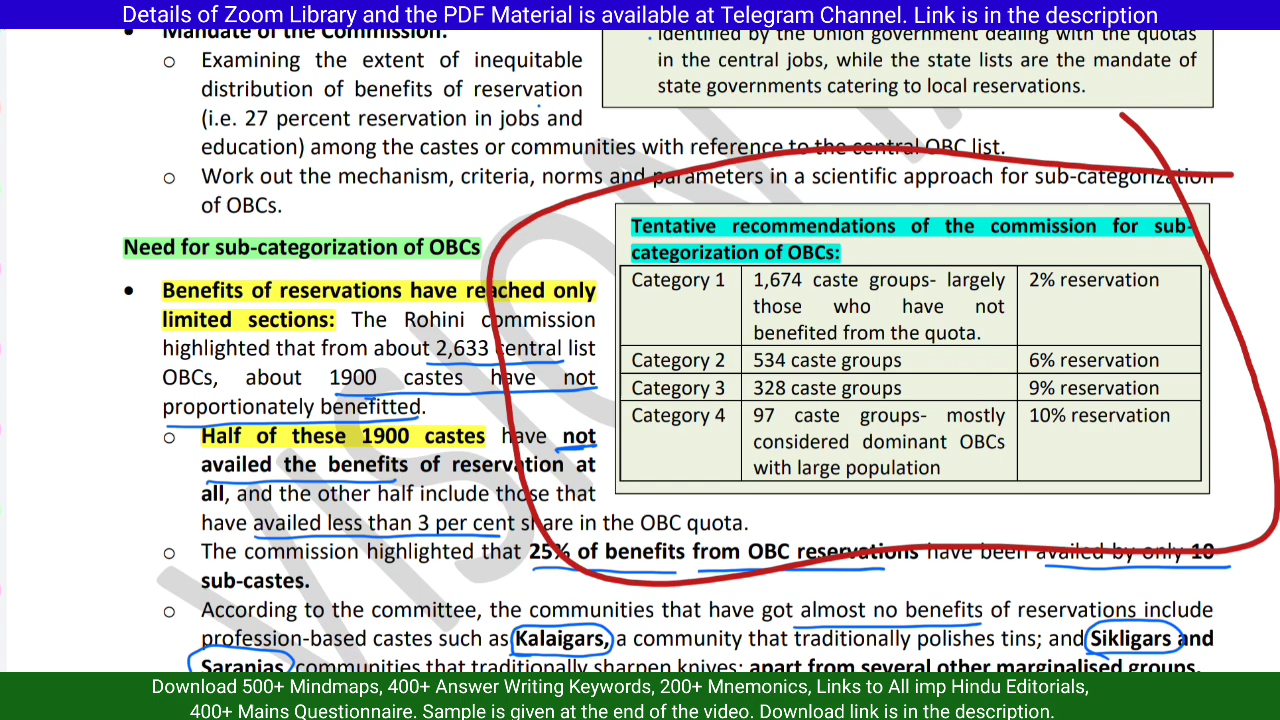 Details of Zoom Library and the PDF Material is available at Telegram Channel. Link is in the description
Mandate of the Commission:
Examining the extent of inequitable
distribution of benefits of reservation
(i.e. 27 percent reservation in jobs and
education) among the castes or communities with reference to the central OBC list.
Work out the mechanism, criteria, norms and parameters in a scientific approach for sub-categorization
of OBCs.
identified by the Union government dealing with the quotas
in the central jobs, while the state lists are the mandate of
state governments catering to local reservations.
Need for sub-categorization of OBCs
Benefits of reservations have reached only
limited sections: The Rohini commission
highlighted that from about 2,633 central list
OBCs, about 1900 castes have not
proportionately benefitted.
Half of these 1900 castes have not
availed the benefits of reservation at
all, and the other half include those that
have availed less than 3 per cent share in the OBC quota.
Tentative recommendations of the commission for sub-
categorization of OBCs:
Category 1 1,674 caste groups- largely 2% reservation
those who have not
benefited from the quota.
Category 2 534 caste groups 6% reservation
Category 3 328 caste groups 9% reservation
Category 4 97 caste groups- mostly 10% reservation
considered dominant OBCs
with large population
The commission highlighted that 25% of benefits from OBC reservations have been availed by only 10
sub-castes.
According to the committee, the communities that have got almost no benefits of reservations include
profession-based castes such as Kalaigars, a community that traditionally polishes tins; and Sikligars and
Saranias communities that traditionally sharpen knives; apart from several other marginalised groups.
VISION
Download 500+ Mindmaps, 400+ Answer Writing Keywords, 200+ Mnemonics, Links to All imp Hindu Editorials,
400+ Mains Questionnaire. Sample is given at the end of the video. Download link is in the description.